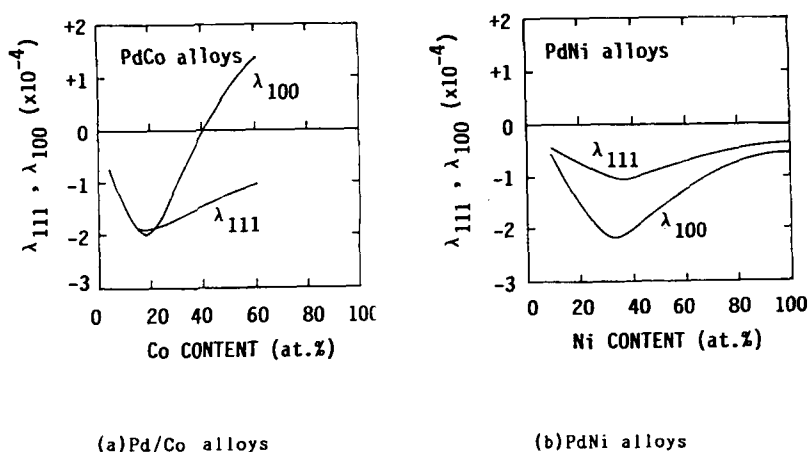 λ111 , λ100 (x10-4)
+2
+1
0
-1
-2
-3
PdCo alloys
λ100
λ111
0 20 40 60 80 100
Co CONTENT (at.%)
(a)Pd/Co alloys
λ111 , λ100 (x10-4)
+2
+1
0
-1
-2
-3
PdNi alloys
λ111
λ100
0 20 40 60 80 100
Ni CONTENT (at.%)
(b)PdNi alloys